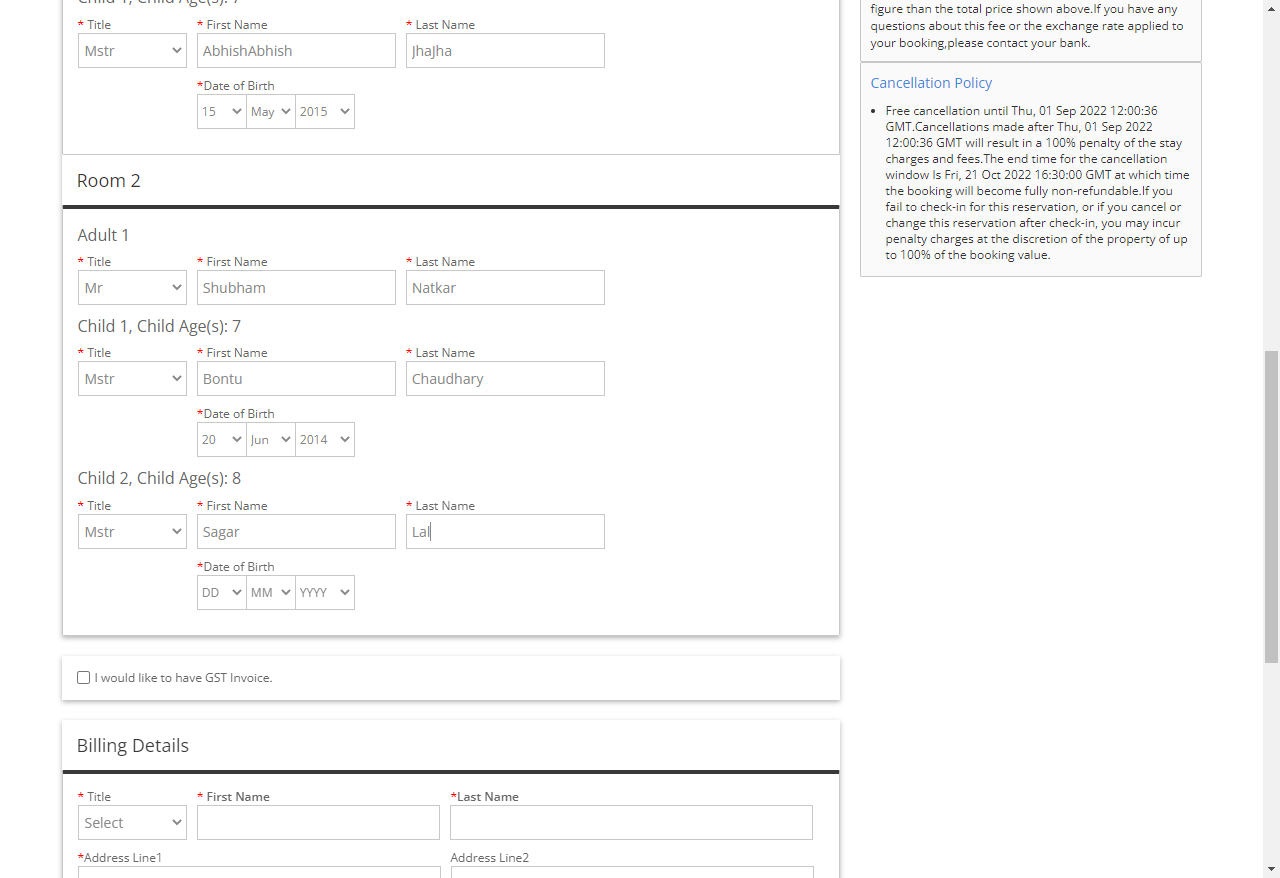 Child 1, Child Age(s): 7
* Title * First Name * Last Name
Mstr AbhishAbhish JhaJha
*Date of Birth
15 May 2015
Room 2
Adult 1
* Title * First Name * Last Name
Mr Shubham Natkar
Child 1, Child Age(s): 7
* Title * First Name * Last Name
Mstr Bontu Chaudhary
*Date of Birth
20 Jun 2014
Child 2, Child Age(s): 8
* Title * First Name * Last Name
Mstr Sagar Lal
*Date of Birth
DD MM YYYY
I would like to have GST Invoice.
Billing Details
* Title * First Name *Last Name
Select
*Address Line1 Address Line2
figure than the total price shown above.If you have any
questions about this fee or the exchange rate applied to
your booking,please contact your bank.
Cancellation Policy
• Free cancellation until Thu, 01 Sep 2022 12:00:36
GMT.Cancellations made after Thu, 01 Sep 2022
12:00:36 GMT will result in a 100% penalty of the stay
charges and fees.The end time for the cancellation
window Is Fri, 21 Oct 2022 16:30:00 GMT at which time
the booking will become fully non-refundable.If you
fail to check-in for this reservation, or if you cancel or
change this reservation after check-in, you may incur
penalty charges at the discretion of the property of up
to 100% of the booking value.